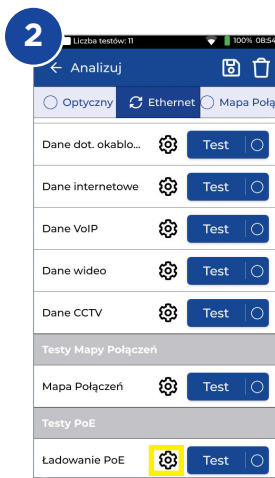 2
Liczba testów: 11 100% 08:54
Analizuj
Optyczny Ethernet Mapa Połą
Dane dot. okablo... Test
Dane internetowe Test
Dane VoIP Test
Dane wideo Test
Dane CCTV Test
Testy Mapy Połączeń
Mapa Połączeń Test
Testy PoE
Ładowanie PoE Test